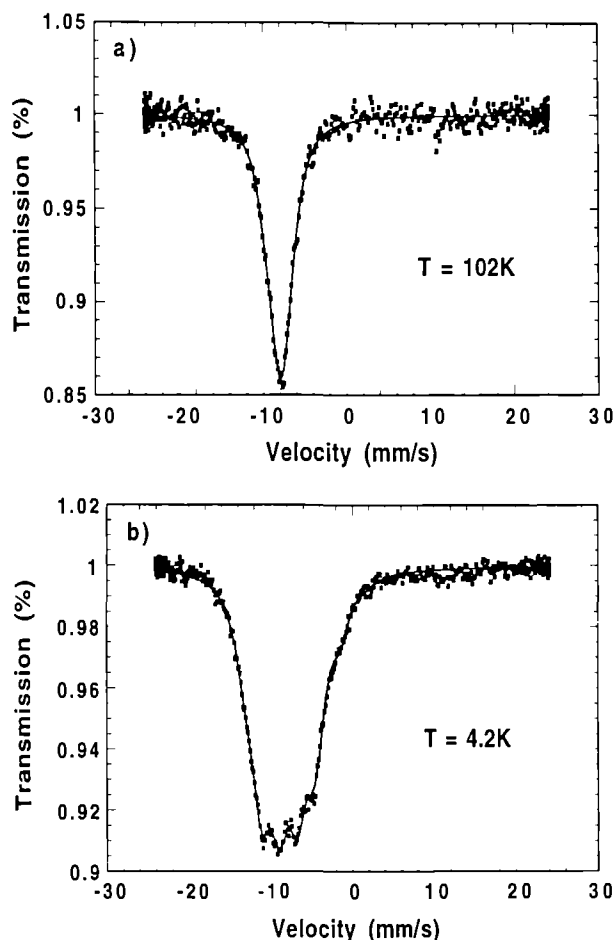 1.05
a)
1
0.95
T = 102K
0.9
0.85
-30 -20 -10 0 10 20 30
Velocity (mm/s)
Transmission (%)
1.02
b)
1
0.98
0.96
T = 4.2K
0.94
0.92
0.9
-30 -20 -10 0 10 20 30
Velocity (mm/s)
Transmission (%)